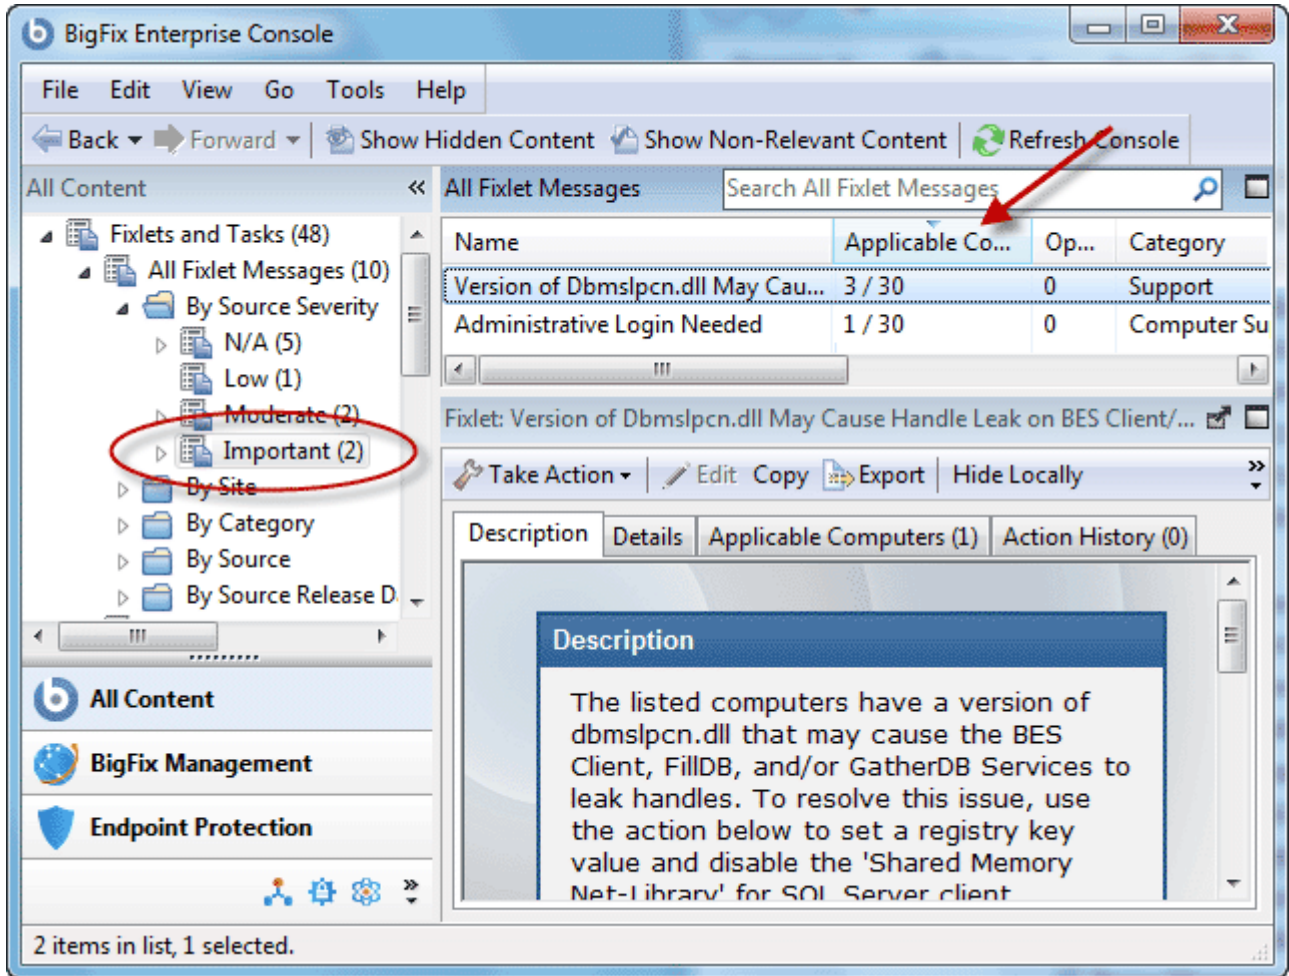 BigFix Enterprise Console
File Edit View Go Tools Help
Back Forward Show Hidden Content Show Non-Relevant Content Refresh Console
All Content
Fixlets and Tasks (48)
All Fixlet Messages (10)
By Source Severity
N/A (5)
Low (1)
Moderate (2)
Important (2)
By Site
By Category
By Source
By Source Release D
All Content
BigFix Management
Endpoint Protection
All Fixlet Messages Search All Fixlet Messages
Name Applicable Co... Op... Category
Version of Dbmslpcn.dll May Cau... 3 / 30 0 Support
Administrative Login Needed 1 / 30 0 Computer Su
Fixlet: Version of Dbmslpcn.dll May Cause Handle Leak on BES Client/...
Take Action Edit Copy Export Hide Locally
Description Details Applicable Computers (1) Action History (0)
Description
The listed computers have a version of
dbmslpcn.dll that may cause the BES
Client, FillDB, and/or GatherDB Services to
leak handles. To resolve this issue, use
the action below to set a registry key
value and disable the 'Shared Memory
Net-Library' for SQL Server client
2 items in list, 1 selected.